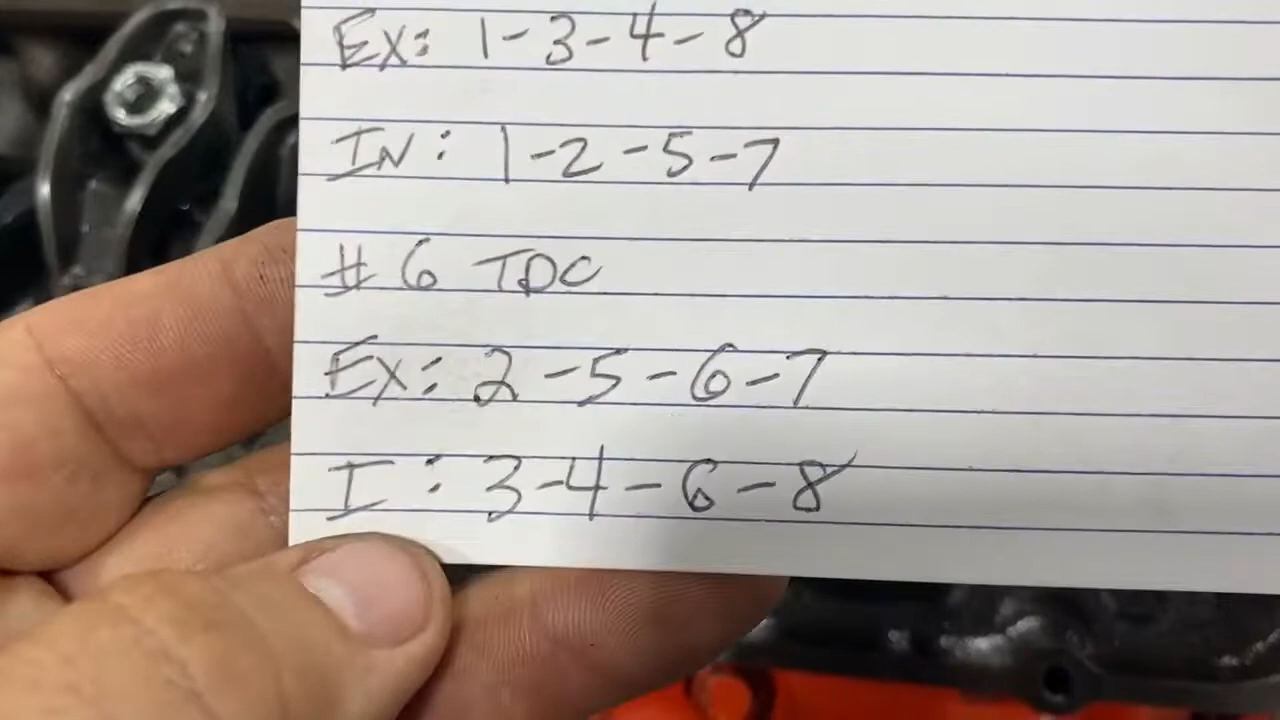 Ex: 1-3-4-8
IN: 1-2-5-7
# 6 TDC
Ex: 2-5-6-7
I: 3-4-6-8